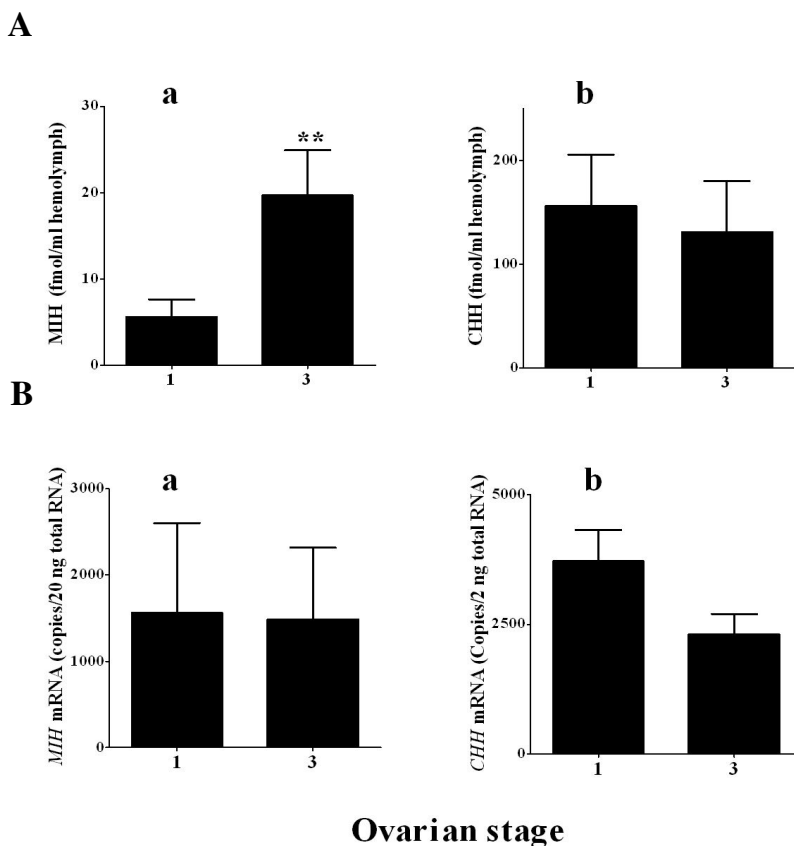 A
a
MIH (fmol/ml hemolymph)
30
20
10
0
**
1
3
b
CHH (fmol/ml hemolymph)
200
100
0
1
3
B
a
MIH mRNA (copies/20 ng total RNA)
3000
2000
1000
0
1
3
b
CHH mRNA (Copies/2 ng total RNA)
5000
2500
0
1
3
Ovarian stage